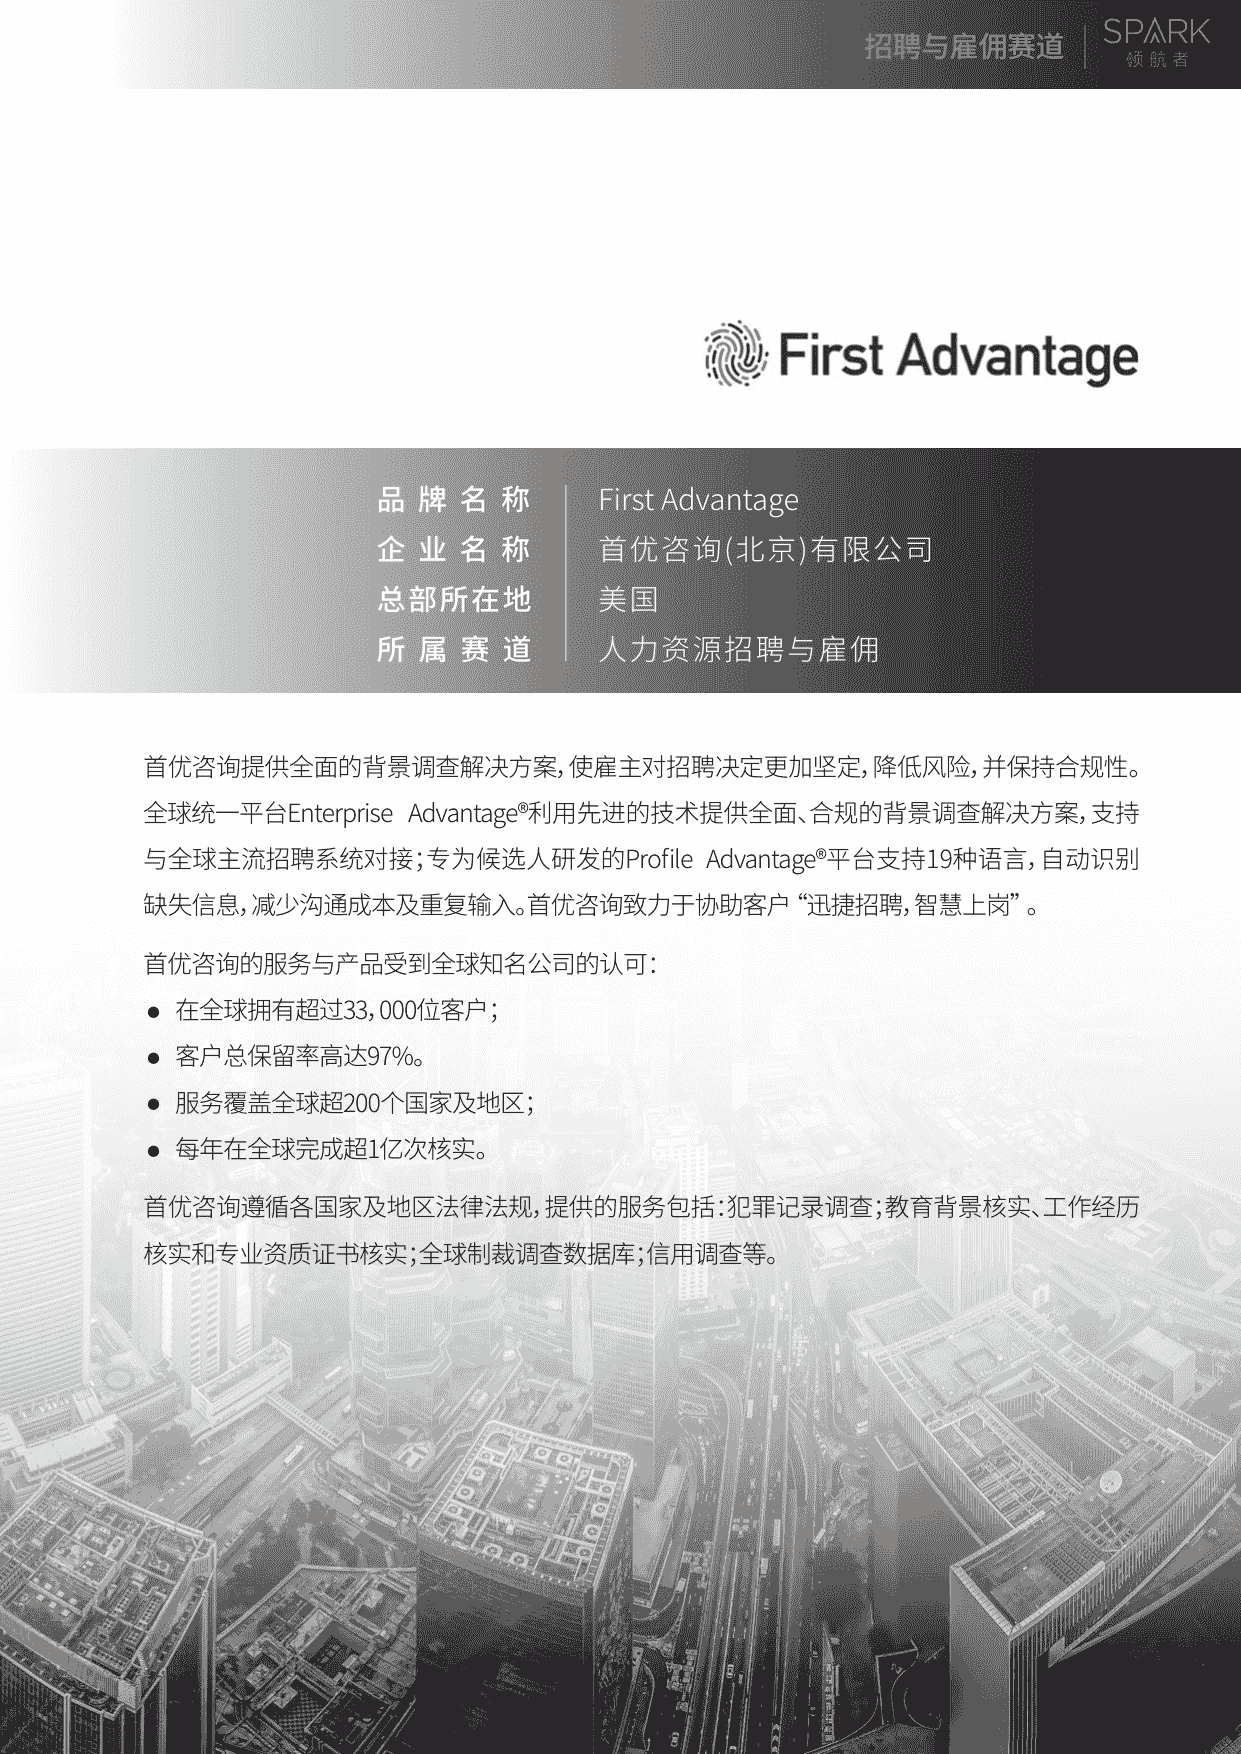 招聘与雇佣赛道
SPARK
领航者
First Advantage
品牌名称 First Advantage
企业名称 首优咨询(北京)有限公司
总部所在地 美国
所属赛道 人力资源招聘与雇佣
首优咨询提供全面的背景调查解决方案，使雇主对招聘决定更加坚定，降低风险，并保持合规性。
全球统一平台Enterprise Advantage®利用先进的技术提供全面、合规的背景调查解决方案，支持
与全球主流招聘系统对接；专为候选人研发的Profile Advantage®平台支持19种语言，自动识别
缺失信息，减少沟通成本及重复输入。首优咨询致力于协助客户“迅捷招聘，智慧上岗”。
首优咨询的服务与产品受到全球知名公司的认可：
● 在全球拥有超过33，000位客户；
● 客户总保留率高达97%。
● 服务覆盖全球超200个国家及地区；
● 每年在全球完成超1亿次核实。
首优咨询遵循各国家及地区法律法规，提供的服务包括：犯罪记录调查；教育背景核实、工作经历
核实和专业资质证书核实；全球制裁调查数据库；信用调查等。